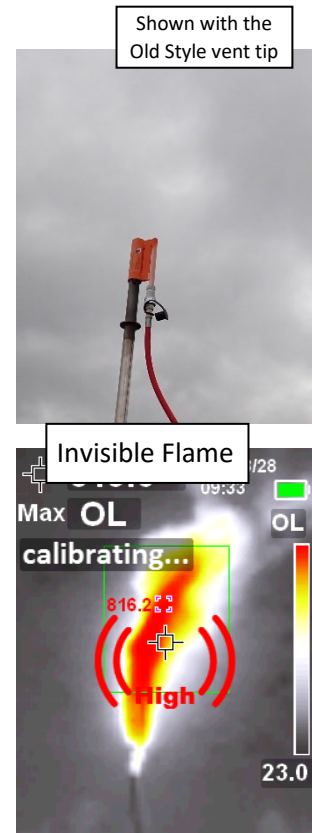 Shown with the
Old Style vent tip
Invisible Flame
/28
09:33
Max OL
OL
calibrating...
816.2
High
23.0